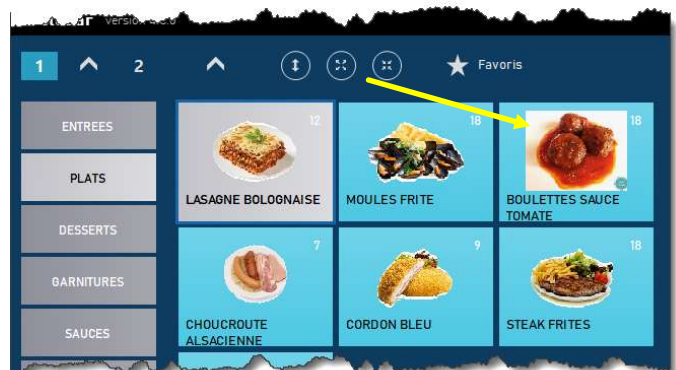 version
1
2
Favoris
ENTREES
PLATS
DESSERTS
GARNITURES
SAUCES
12
LASAGNE BOLOGNAISE
18
MOULES FRITE
18
BOULETTES SAUCE
TOMATE
7
CHOUCROUTE
ALSACIENNE
9
CORDON BLEU
18
STEAK FRITES